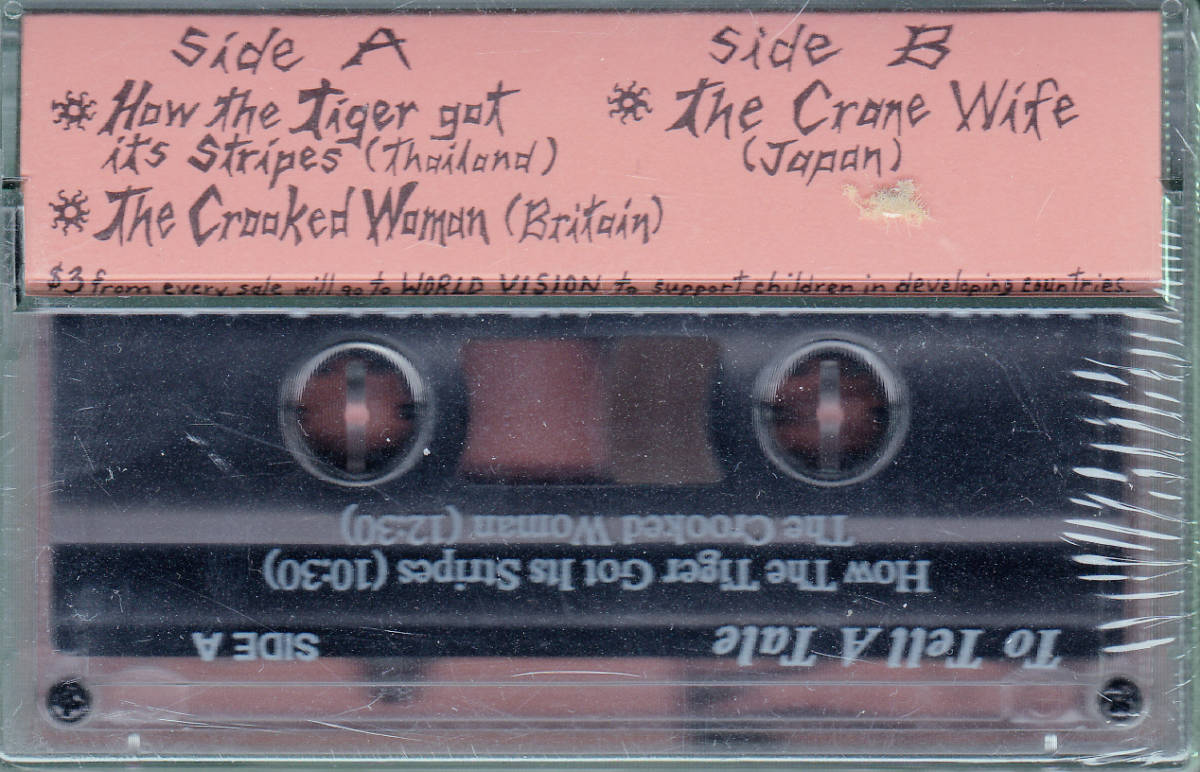 Side A
How the Tiger got
its Stripes (Thailand)
The Crooked Woman (Britain)
Side B
The Crane Wife
(Japan)
$3 from every sale will go to WORLD VISION to support children in developing countries.
To Tell A Tale
SIDE A
How The Tiger Got Its Stripes (10:30)
The Crooked Woman (12:30)